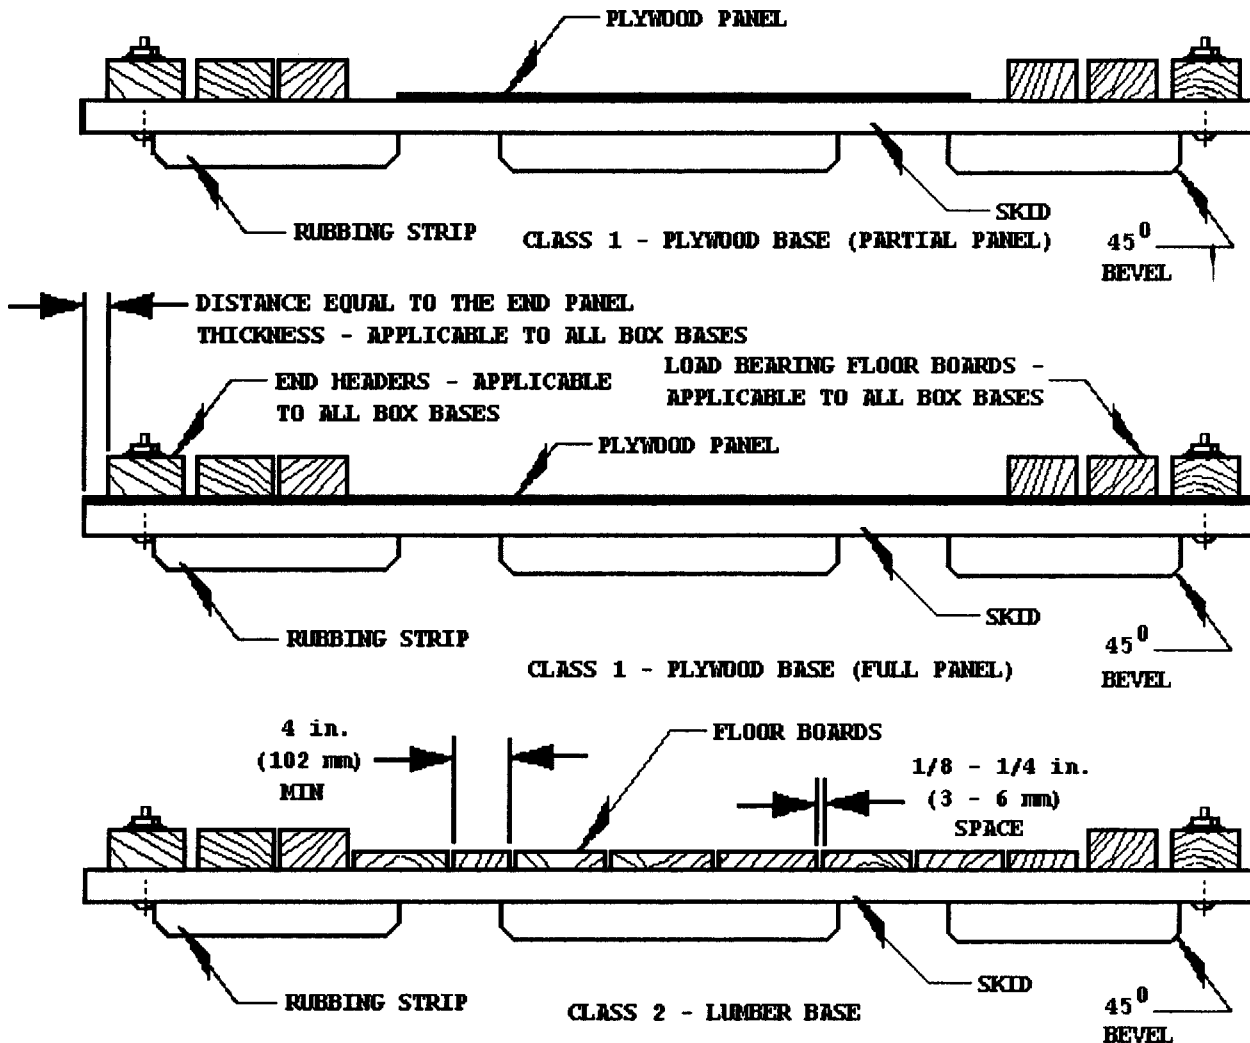 PLYWOOD PANEL
RUBBING STRIP
SKID
CLASS 1 - PLYWOOD BASE (PARTIAL PANEL)
45⁰
BEVEL
DISTANCE EQUAL TO THE END PANEL
THICKNESS - APPLICABLE TO ALL BOX BASES
END HEADERS - APPLICABLE
TO ALL BOX BASES
LOAD BEARING FLOOR BOARDS -
APPLICABLE TO ALL BOX BASES
PLYWOOD PANEL
RUBBING STRIP
SKID
CLASS 1 - PLYWOOD BASE (FULL PANEL)
45⁰
BEVEL
4 in.
(102 mm)
MIN
FLOOR BOARDS
1/8 - 1/4 in.
(3 - 6 mm)
SPACE
RUBBING STRIP
SKID
CLASS 2 - LUMBER BASE
45⁰
BEVEL